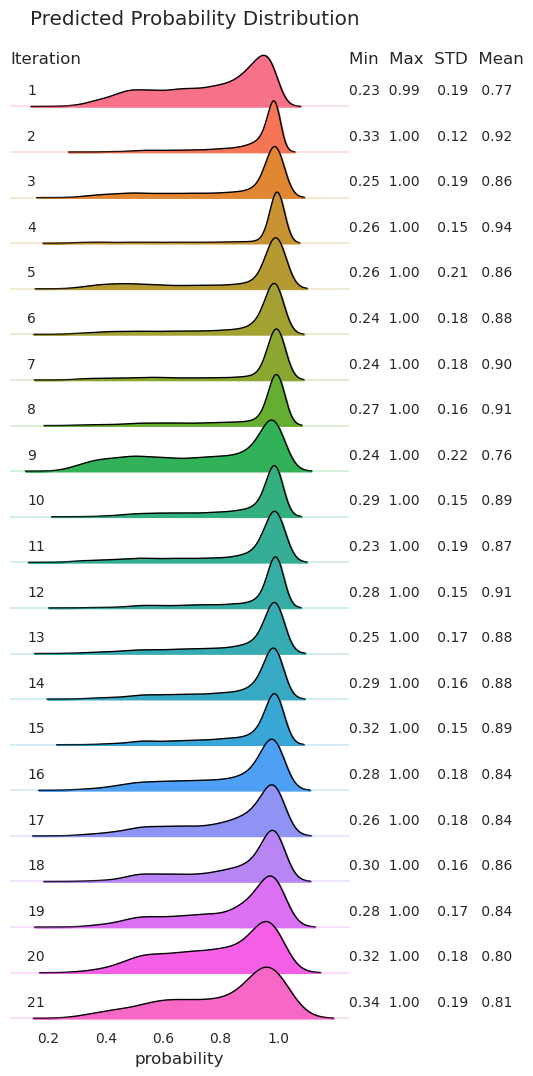 Predicted Probability Distribution
Iteration Min Max STD Mean
1 0.23 0.99 0.19 0.77
2 0.33 1.00 0.12 0.92
3 0.25 1.00 0.19 0.86
4 0.26 1.00 0.15 0.94
5 0.26 1.00 0.21 0.86
6 0.24 1.00 0.18 0.88
7 0.24 1.00 0.18 0.90
8 0.27 1.00 0.16 0.91
9 0.24 1.00 0.22 0.76
10 0.29 1.00 0.15 0.89
11 0.23 1.00 0.19 0.87
12 0.28 1.00 0.15 0.91
13 0.25 1.00 0.17 0.88
14 0.29 1.00 0.16 0.88
15 0.32 1.00 0.15 0.89
16 0.28 1.00 0.18 0.84
17 0.26 1.00 0.18 0.84
18 0.30 1.00 0.16 0.86
19 0.28 1.00 0.17 0.84
20 0.32 1.00 0.18 0.80
21 0.34 1.00 0.19 0.81
0.2 0.4 0.6 0.8 1.0
probability